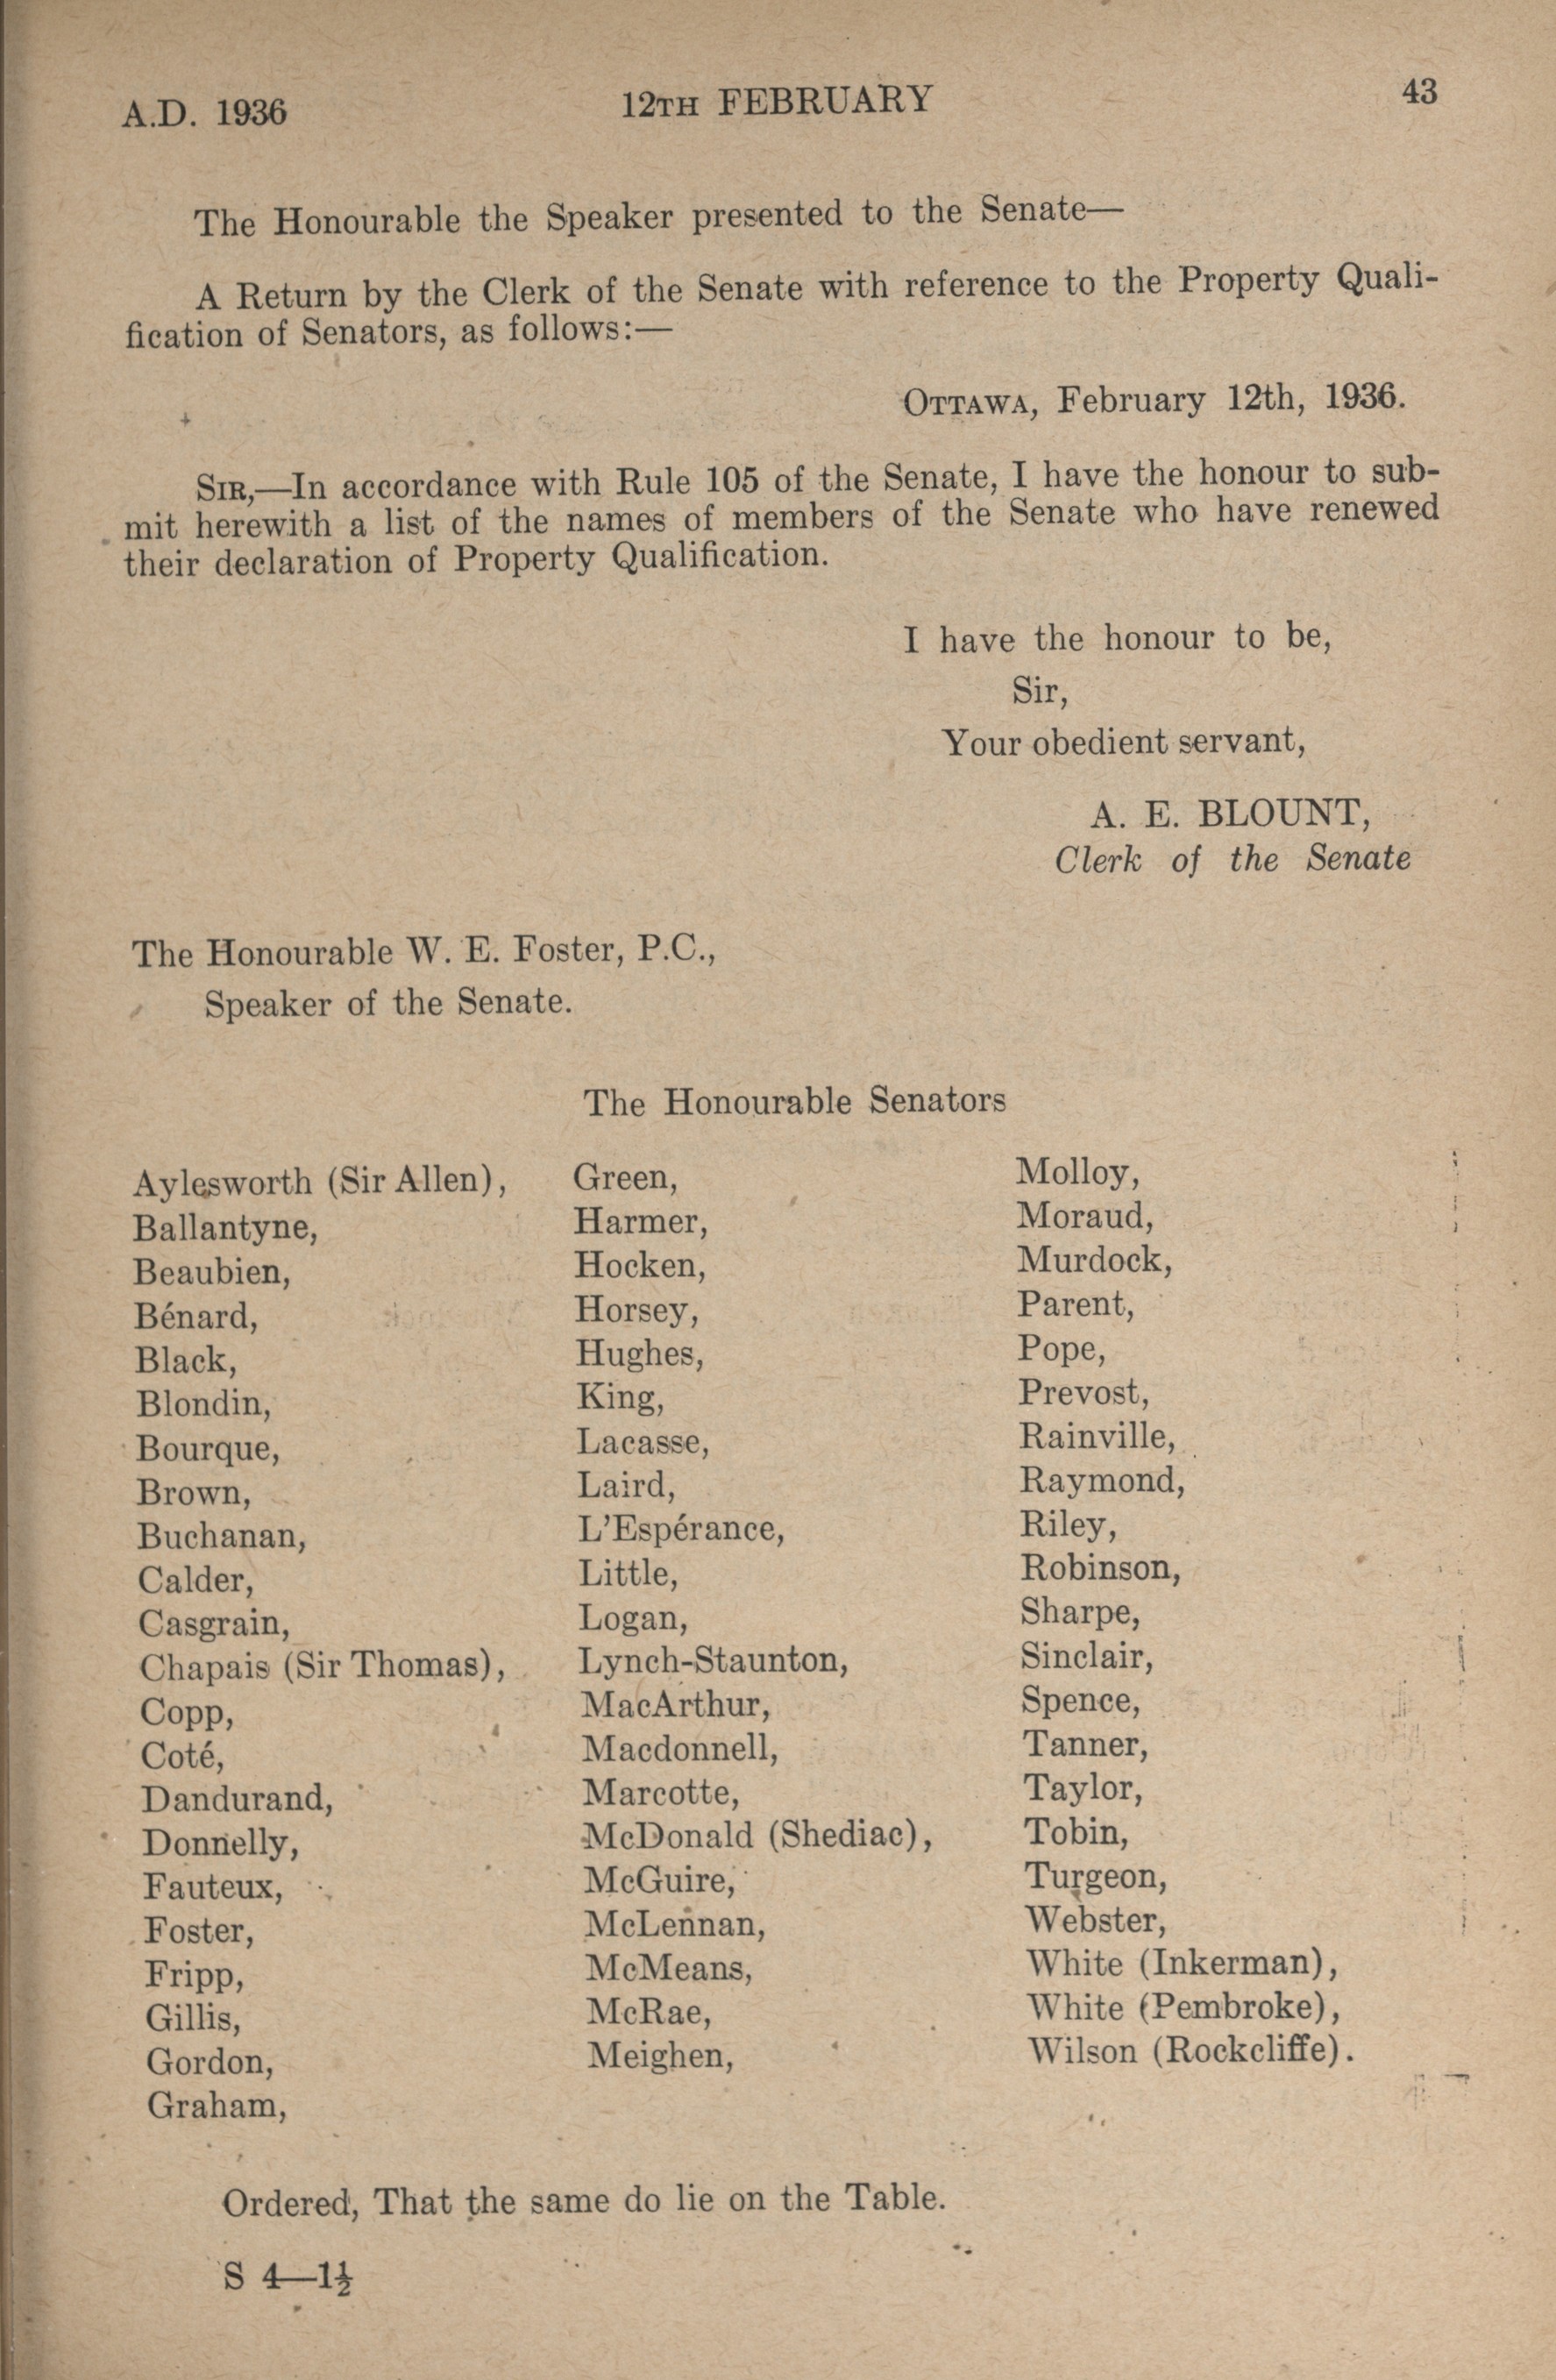 A.D. 1936
12TH FEBRUARY
43
The Honourable the Speaker presented to the Senate—
A Return by the Clerk of the Senate with reference to the Property Quali-
fication of Senators, as follows:—
OTTAWA, February 12th, 1936.
SIR,—In accordance with Rule 105 of the Senate, I have the honour to sub-
mit herewith a list of the names of members of the Senate who have renewed
their declaration of Property Qualification.
I have the honour to be,
Sir,
Your obedient servant,
A. E. BLOUNT,
Clerk of the Senate
The Honourable W. E. Foster, P.C.,
Speaker of the Senate.
The Honourable Senators
Aylesworth (Sir Allen),
Ballantyne,
Beaubien,
Bénard,
Black,
Blondin,
Bourque,
Brown,
Buchanan,
Calder,
Casgrain,
Chapais (Sir Thomas),
Copp,
Coté,
Dandurand,
Donnelly,
Fauteux,
Foster,
Fripp,
Gillis,
Gordon,
Graham,
Green,
Harmer,
Hocken,
Horsey,
Hughes,
King,
Lacasse,
Laird,
L'Espérance,
Little,
Logan,
Lynch-Staunton,
MacArthur,
Macdonnell,
Marcotte,
McDonald (Shediac),
McGuire,
McLennan,
McMeans,
McRae,
Meighen,
Molloy,
Moraud,
Murdock,
Parent,
Pope,
Prevost,
Rainville,
Raymond,
Riley,
Robinson,
Sharpe,
Sinclair,
Spence,
Tanner,
Taylor,
Tobin,
Turgeon,
Webster,
White (Inkerman),
White (Pembroke),
Wilson (Rockcliffe).
Ordered, That the same do lie on the Table.
S 4—1½